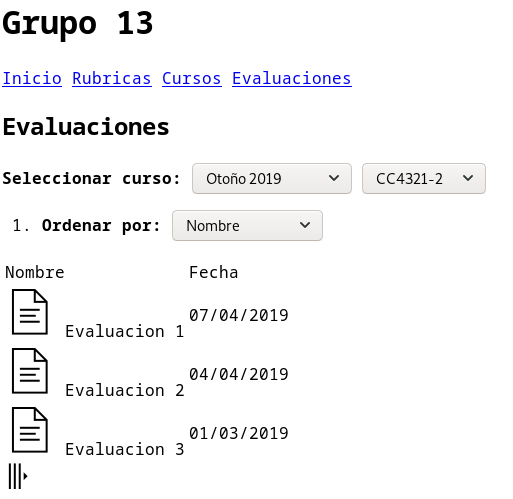 Grupo 13
Inicio Rubricas Cursos Evaluaciones
Evaluaciones
Seleccionar curso: Otoño 2019 CC4321-2
1. Ordenar por: Nombre
Nombre Fecha
Evaluacion 1 07/04/2019
Evaluacion 2 04/04/2019
Evaluacion 3 01/03/2019